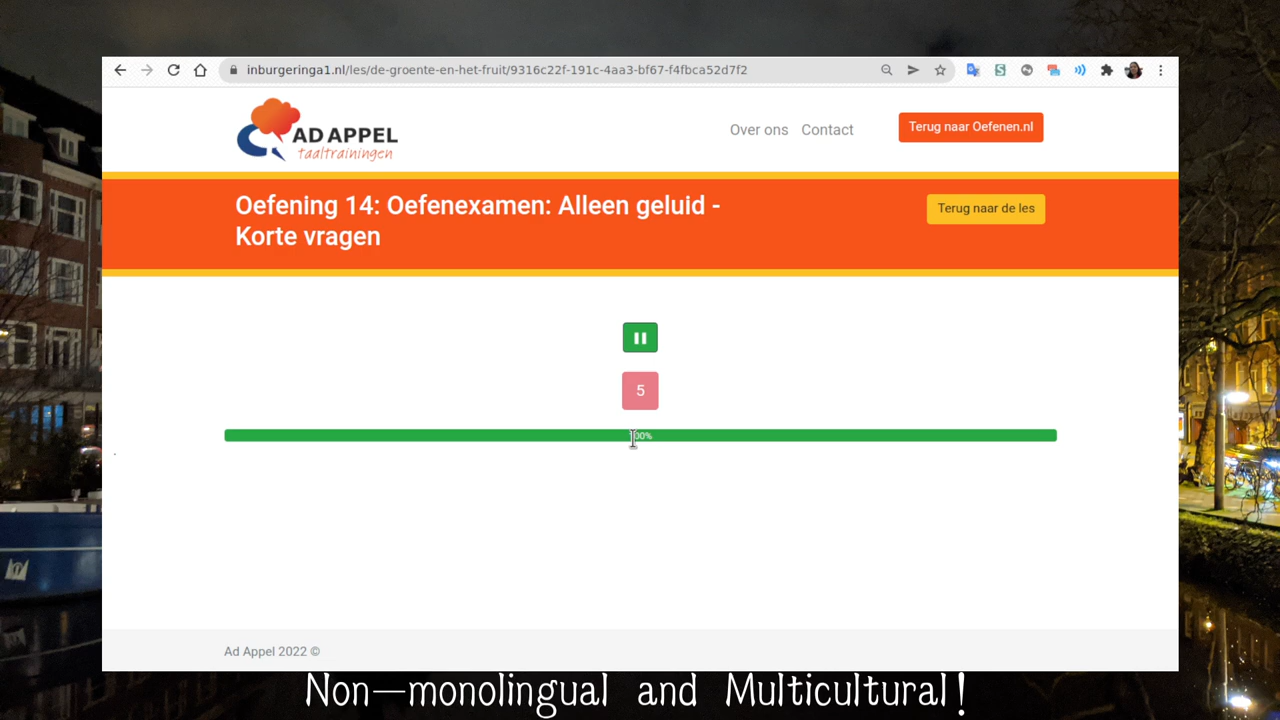 inburgeringa1.nl/les/de-groente-en-het-fruit/9316c22f-191c-4aa3-bf67-f4fbca52d7f2
AD APPEL
taaltrainingen
Over ons
Contact
Terug naar Oefenen.nl
Oefening 14: Oefenexamen: Alleen geluid -
Korte vragen
Terug naar de les
5
Ad Appel 2022 ©
Non-monolingual and Multicultural!